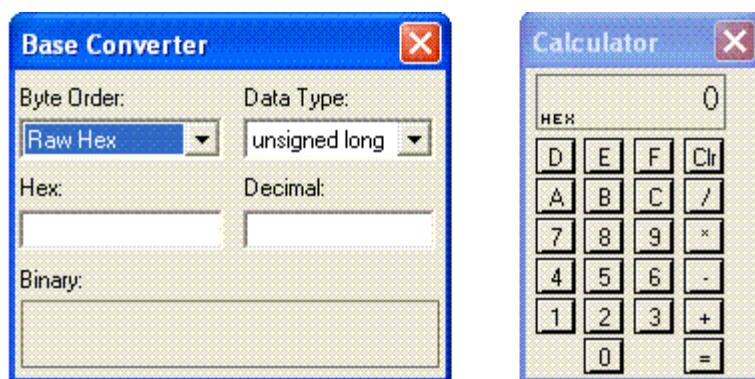 Base Converter
Byte Order: Data Type:
Raw Hex unsigned long
Hex: Decimal:
Binary:
Calculator
0
HEX
D E F Clr
A B C /
7 8 9 *
4 5 6 -
1 2 3 +
0 =